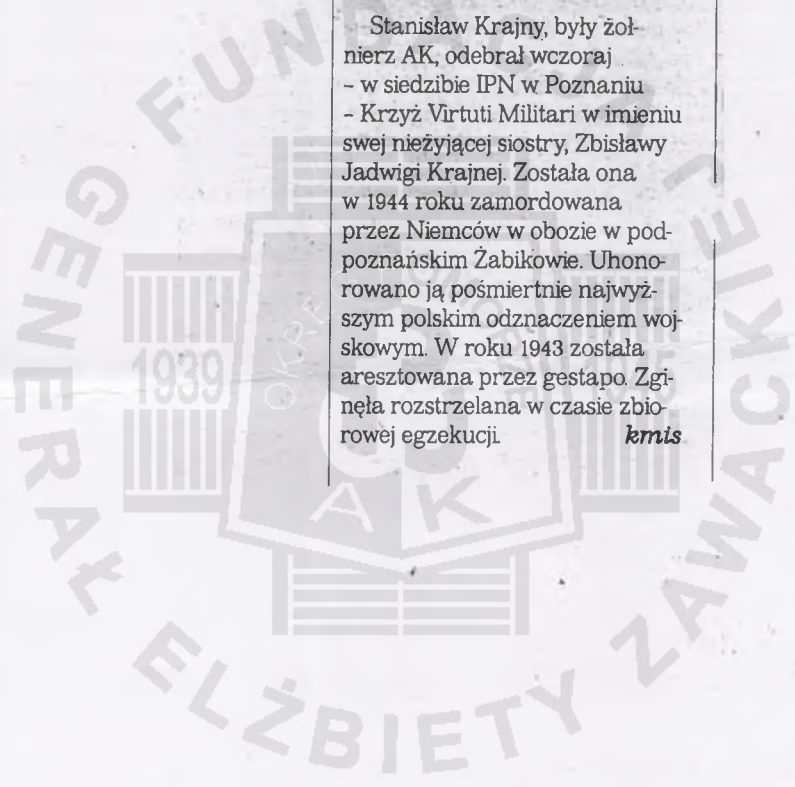 Stanisław Krajny, były żoł-
nierz AK, odebrał wczoraj
- w siedzibie IPN w Poznaniu
- Krzyż Virtuti Militari w imieniu
swej nieżyjącej siostry, Zbisławy
Jadwigi Krajnej. Została ona
w 1944 roku zamordowana
przez Niemców w obozie w pod-
poznańskim Żabikowie. Uhono-
rowano ją pośmiertnie najwyż-
szym polskim odznaczeniem woj-
skowym. W roku 1943 została
aresztowana przez gestapo. Zgi-
nęła rozstrzelana w czasie zbio-
rowej egzekucji. kmis
GENERAŁ ELŻBIETY ZAWACKIEJ
1939
AK